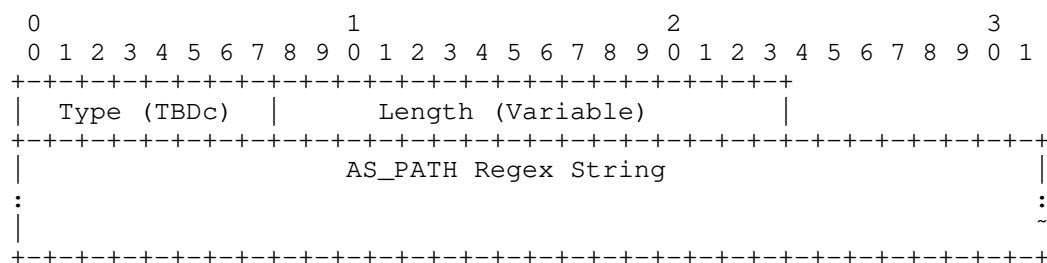 0                   1                   2                   3
 0 1 2 3 4 5 6 7 8 9 0 1 2 3 4 5 6 7 8 9 0 1 2 3 4 5 6 7 8 9 0 1
+-+-+-+-+-+-+-+-+-+-+-+-+-+-+-+-+-+-+-+-+-+-+-+-+
|  Type (TBDc)  |      Length (Variable)        |
+-+-+-+-+-+-+-+-+-+-+-+-+-+-+-+-+-+-+-+-+-+-+-+-+-+-+-+-+-+-+-+-+
|                    AS_PATH Regex String                       |
:                                                               :
|                                                               ~
+-+-+-+-+-+-+-+-+-+-+-+-+-+-+-+-+-+-+-+-+-+-+-+-+-+-+-+-+-+-+-+-+